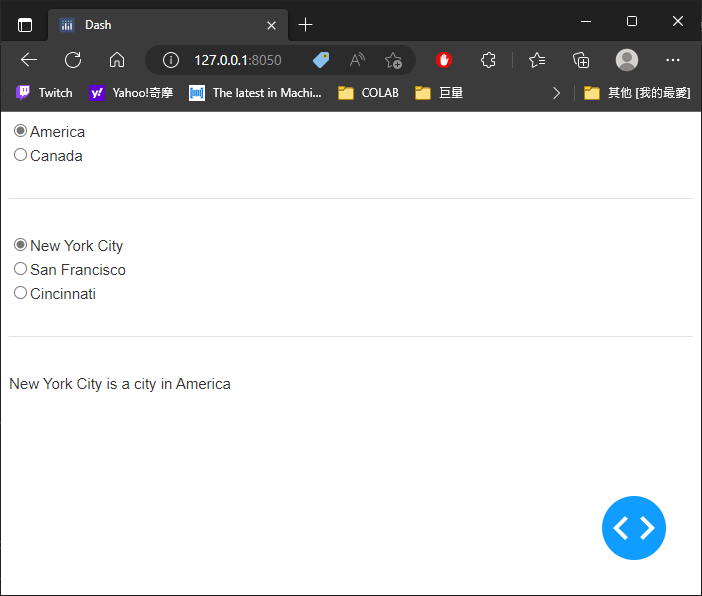 Dash
127.0.0.1:8050
Twitch
Yahoo!奇摩
The latest in Machi...
COLAB
巨量
其他 [我的最愛]
America
Canada
New York City
San Francisco
Cincinnati
New York City is a city in America